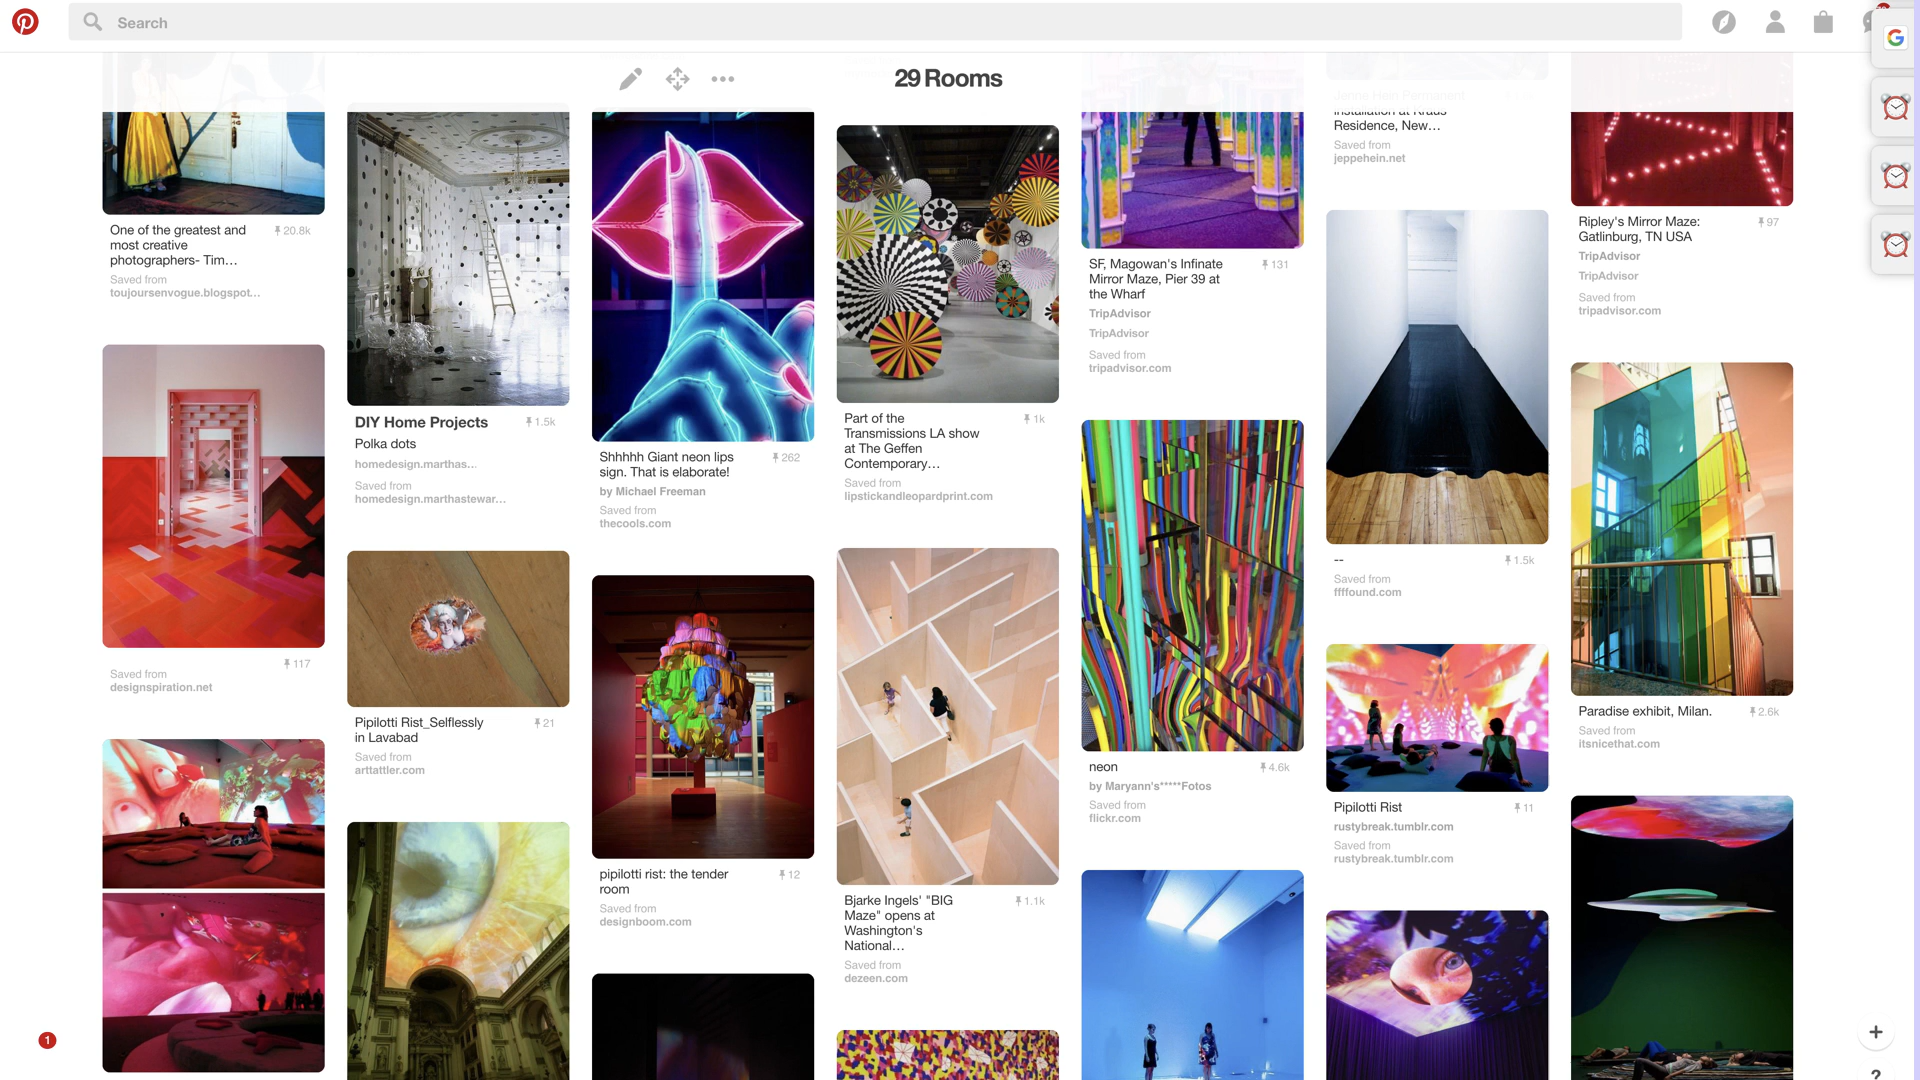 Search
29 Rooms
One of the greatest and
most creative
photographers- Tim...
20.8k
Saved from
toujoursenvogue.blogspot...
117
Saved from
designspiration.net
DIY Home Projects
1.5k
Polka dots
homedesign.marthas...
Saved from
homedesign.marthastewar...
Pipilotti Rist_Selflessly
in Lavabad
21
Saved from
arttattler.com
Shhhhh Giant neon lips
sign. That is elaborate!
262
by Michael Freeman
Saved from
thecools.com
pipilotti rist: the tender
room
12
Saved from
designboom.com
Part of the
Transmissions LA show
at The Geffen
Contemporary...
1k
Saved from
lipstickandleopardprint.com
Bjarke Ingels' "BIG
Maze" opens at
Washington's
National...
1.1k
Saved from
dezeen.com
SF, Magowan's Infinate
Mirror Maze, Pier 39 at
the Wharf
131
TripAdvisor
TripAdvisor
Saved from
tripadvisor.com
neon
4.6k
by Maryann's*****Fotos
Saved from
flickr.com
installation at Kraus
Residence, New...
Saved from
jeppehein.net
--
1.5k
Saved from
ffffound.com
Pipilotti Rist
11
rustybreak.tumblr.com
Saved from
rustybreak.tumblr.com
Ripley's Mirror Maze:
Gatlinburg, TN USA
97
TripAdvisor
TripAdvisor
Saved from
tripadvisor.com
Paradise exhibit, Milan.
2.6k
Saved from
itsnicethat.com
1
+
?